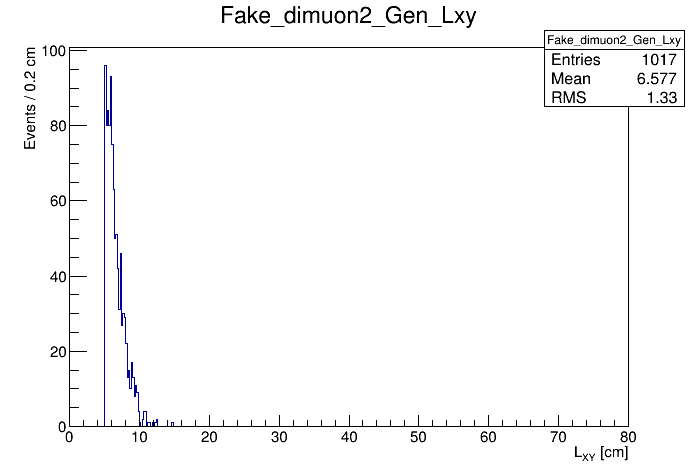 Fake_dimuon2_Gen_Lxy
Fake_dimuon2_Gen_Lxy
Entries 1017
Mean 6.577
RMS 1.33
Events / 0.2 cm
100
80
60
40
20
0
0 10 20 30 40 50 60 70 80
L_XY [cm]